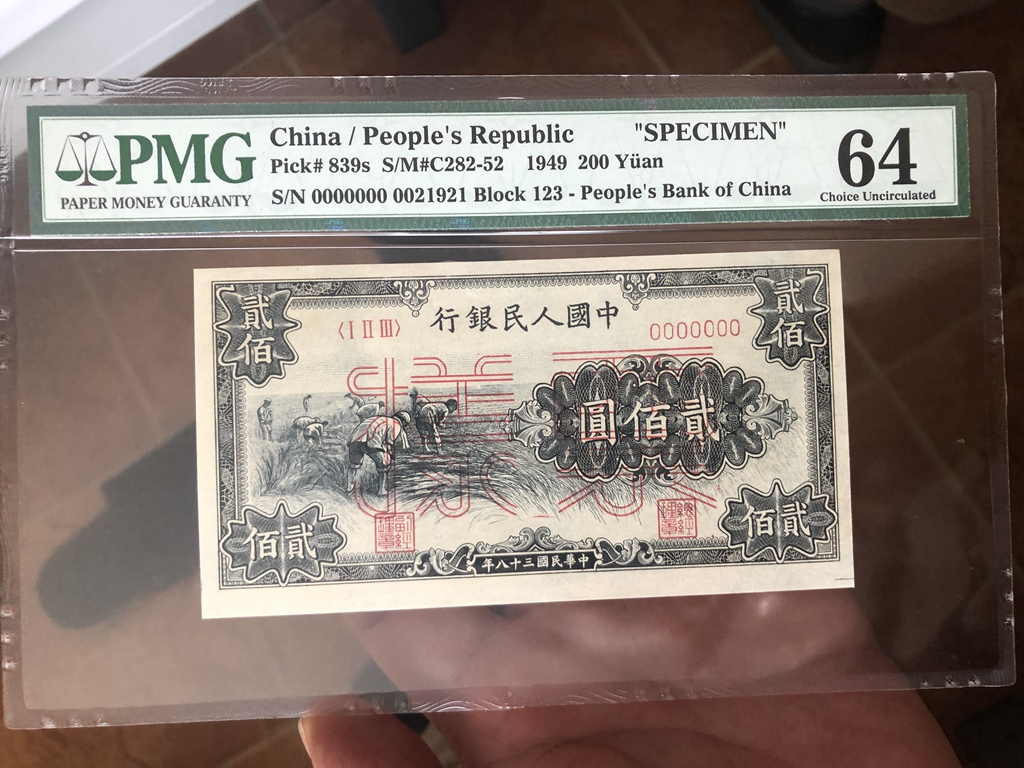 PMG
PAPER MONEY GUARANTY
China / People's Republic "SPECIMEN"
Pick# 839s S/M#C282-52 1949 200 Yüan
S/N 0000000 0021921 Block 123 - People's Bank of China
64
Choice Uncirculated
貳佰
行銀民人國中
貳佰
〈I II III〉
0000000
圓佰貳
佰貳
佰貳
年八十三國民華中